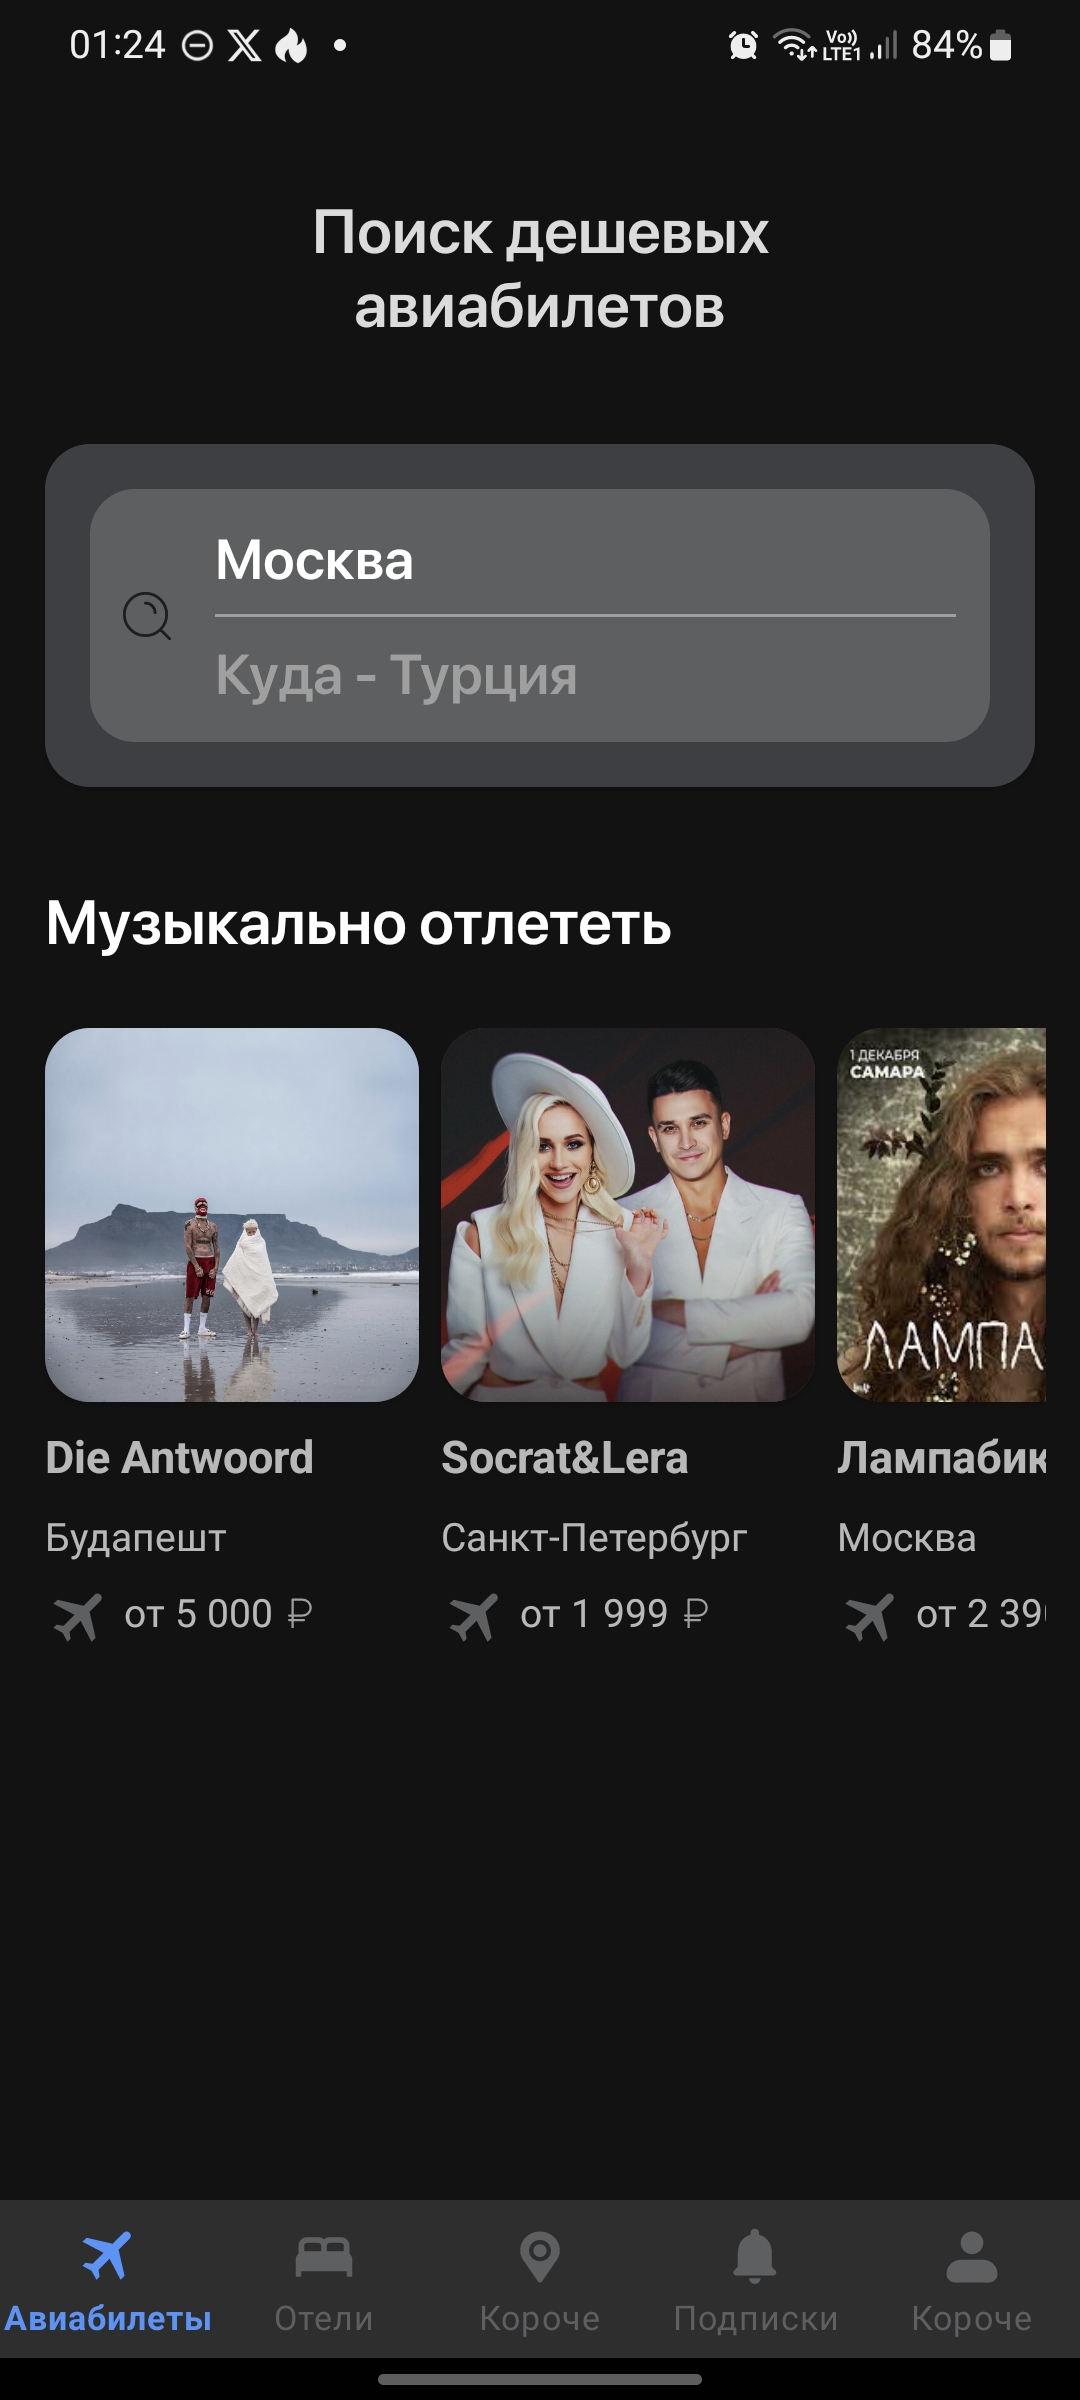 01:24
Vo)) LTE1 84%
Поиск дешевых
авиабилетов
Москва
Куда - Турция
Музыкально отлететь
1 ДЕКАБРЯ
САМАРА
ЛАМПА
Die Antwoord
Socrat&Lera
Лампабик
Будапешт
Санкт-Петербург
Москва
от 5 000 ₽
от 1 999 ₽
от 2 39
Авиабилеты
Отели
Короче
Подписки
Короче